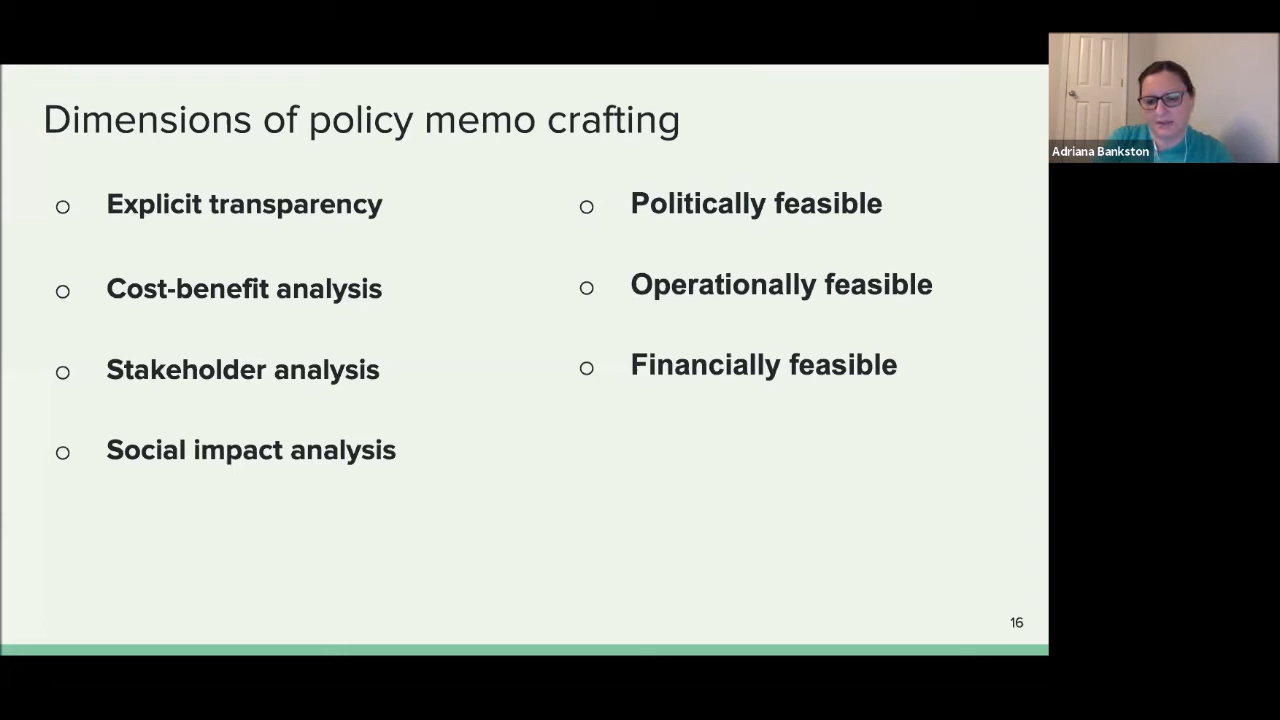 Dimensions of policy memo crafting
Explicit transparency
Cost-benefit analysis
Stakeholder analysis
Social impact analysis
Politically feasible
Operationally feasible
Financially feasible
16
Adriana Bankston